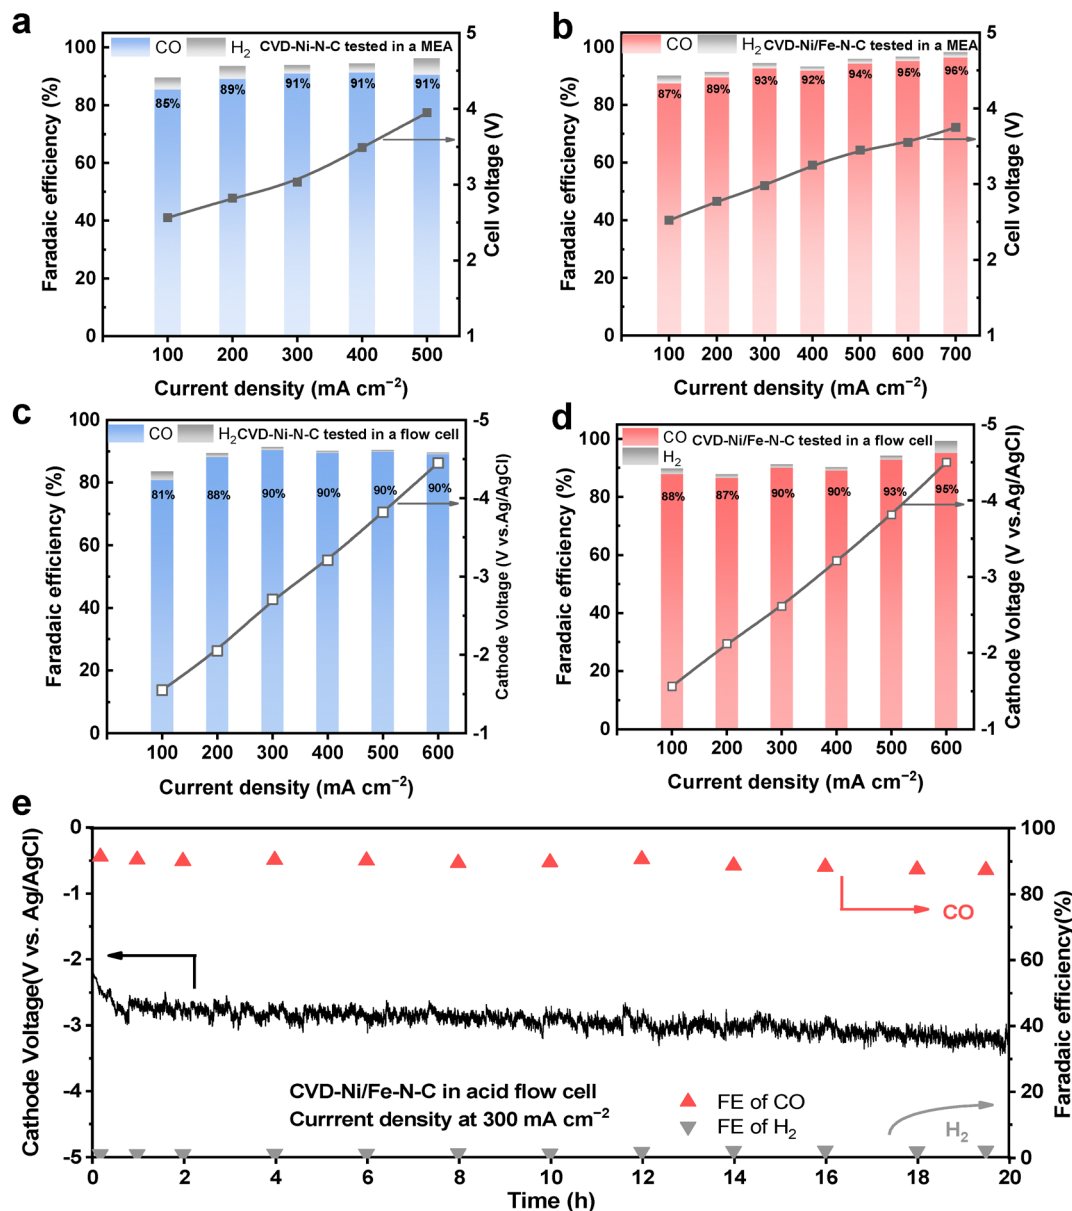 a
CO H2 CVD-Ni-N-C tested in a MEA
100
80
60
40
20
0
Faradaic efficiency (%)
85% 89% 91% 91% 91%
5
4
3
2
1
Cell voltage (V)
100 200 300 400 500
Current density (mA cm−2)
b
CO H2 CVD-Ni/Fe-N-C tested in a MEA
100
80
60
40
20
0
Faradaic efficiency (%)
87% 89% 93% 92% 94% 95% 96%
5
4
3
2
1
Cell voltage (V)
100 200 300 400 500 600 700
Current density (mA cm−2)
c
CO H2 CVD-Ni-N-C tested in a flow cell
100
80
60
40
20
0
Faradaic efficiency (%)
81% 88% 90% 90% 90% 90%
-5
-4
-3
-2
-1
Cathode Voltage (V vs.Ag/AgCl)
100 200 300 400 500 600
Current density (mA cm−2)
d
CO CVD-Ni/Fe-N-C tested in a flow cell
H2
100
80
60
40
20
0
Faradaic efficiency (%)
88% 87% 90% 90% 93% 95%
-5
-4
-3
-2
-1
Cathode Voltage (V vs.Ag/AgCl)
100 200 300 400 500 600
Current density (mA cm−2)
e
0
-1
-2
-3
-4
-5
Cathode Voltage(V vs. Ag/AgCl)
CO
CVD-Ni/Fe-N-C in acid flow cell
Currrent density at 300 mA cm−2
FE of CO
FE of H2
H2
100
80
60
40
20
0
Faradaic efficiency(%)
0 2 4 6 8 10 12 14 16 18 20
Time (h)